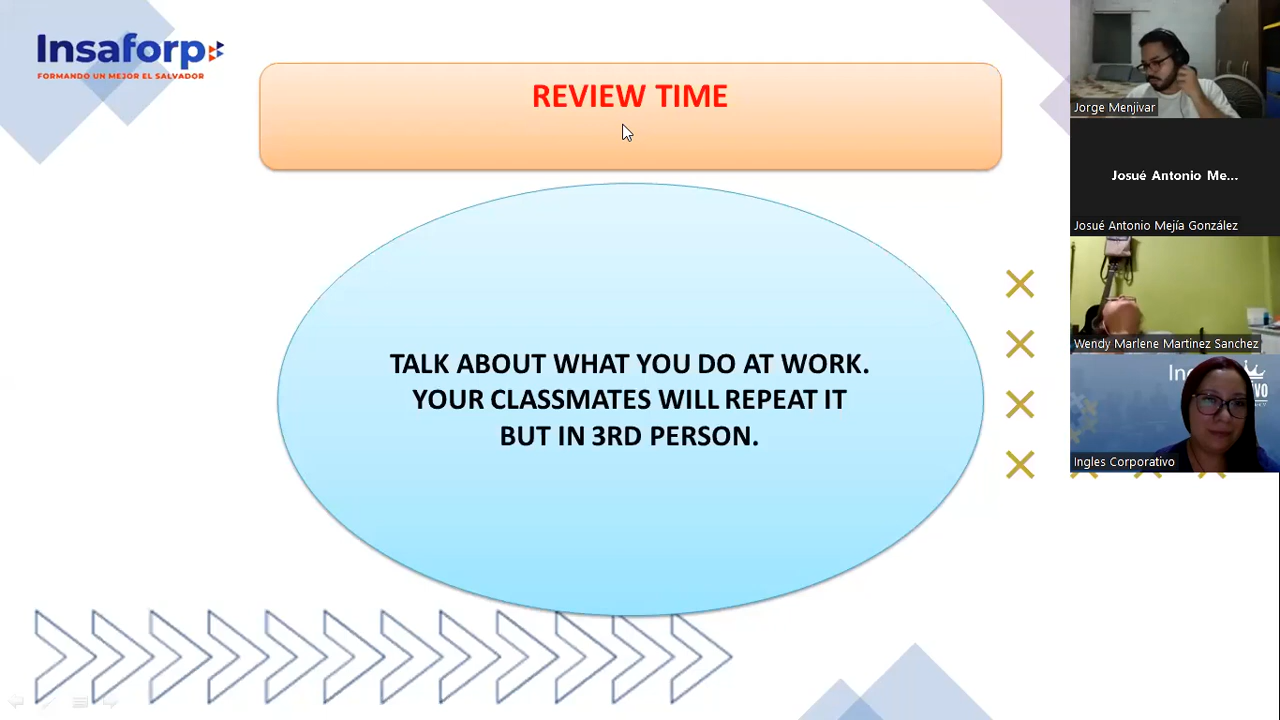 Insaforp
FORMANDO UN MEJOR EL SALVADOR
REVIEW TIME
TALK ABOUT WHAT YOU DO AT WORK.
YOUR CLASSMATES WILL REPEAT IT
BUT IN 3RD PERSON.
Jorge Menjivar
Josué Antonio Me...
Josué Antonio Mejía González
Wendy Marlene Martinez Sanchez
Ingles Corporativo